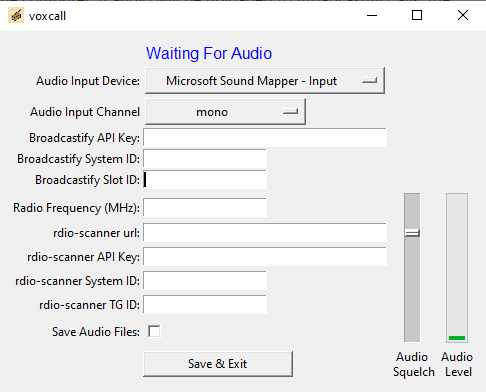 voxcall
Waiting For Audio
Audio Input Device: Microsoft Sound Mapper - Input
Audio Input Channel mono
Broadcastify API Key:
Broadcastify System ID:
Broadcastify Slot ID:
Radio Frequency (MHz):
rdio-scanner url:
rdio-scanner API Key:
rdio-scanner System ID:
rdio-scanner TG ID:
Save Audio Files:
Save & Exit
Audio Squelch
Audio Level